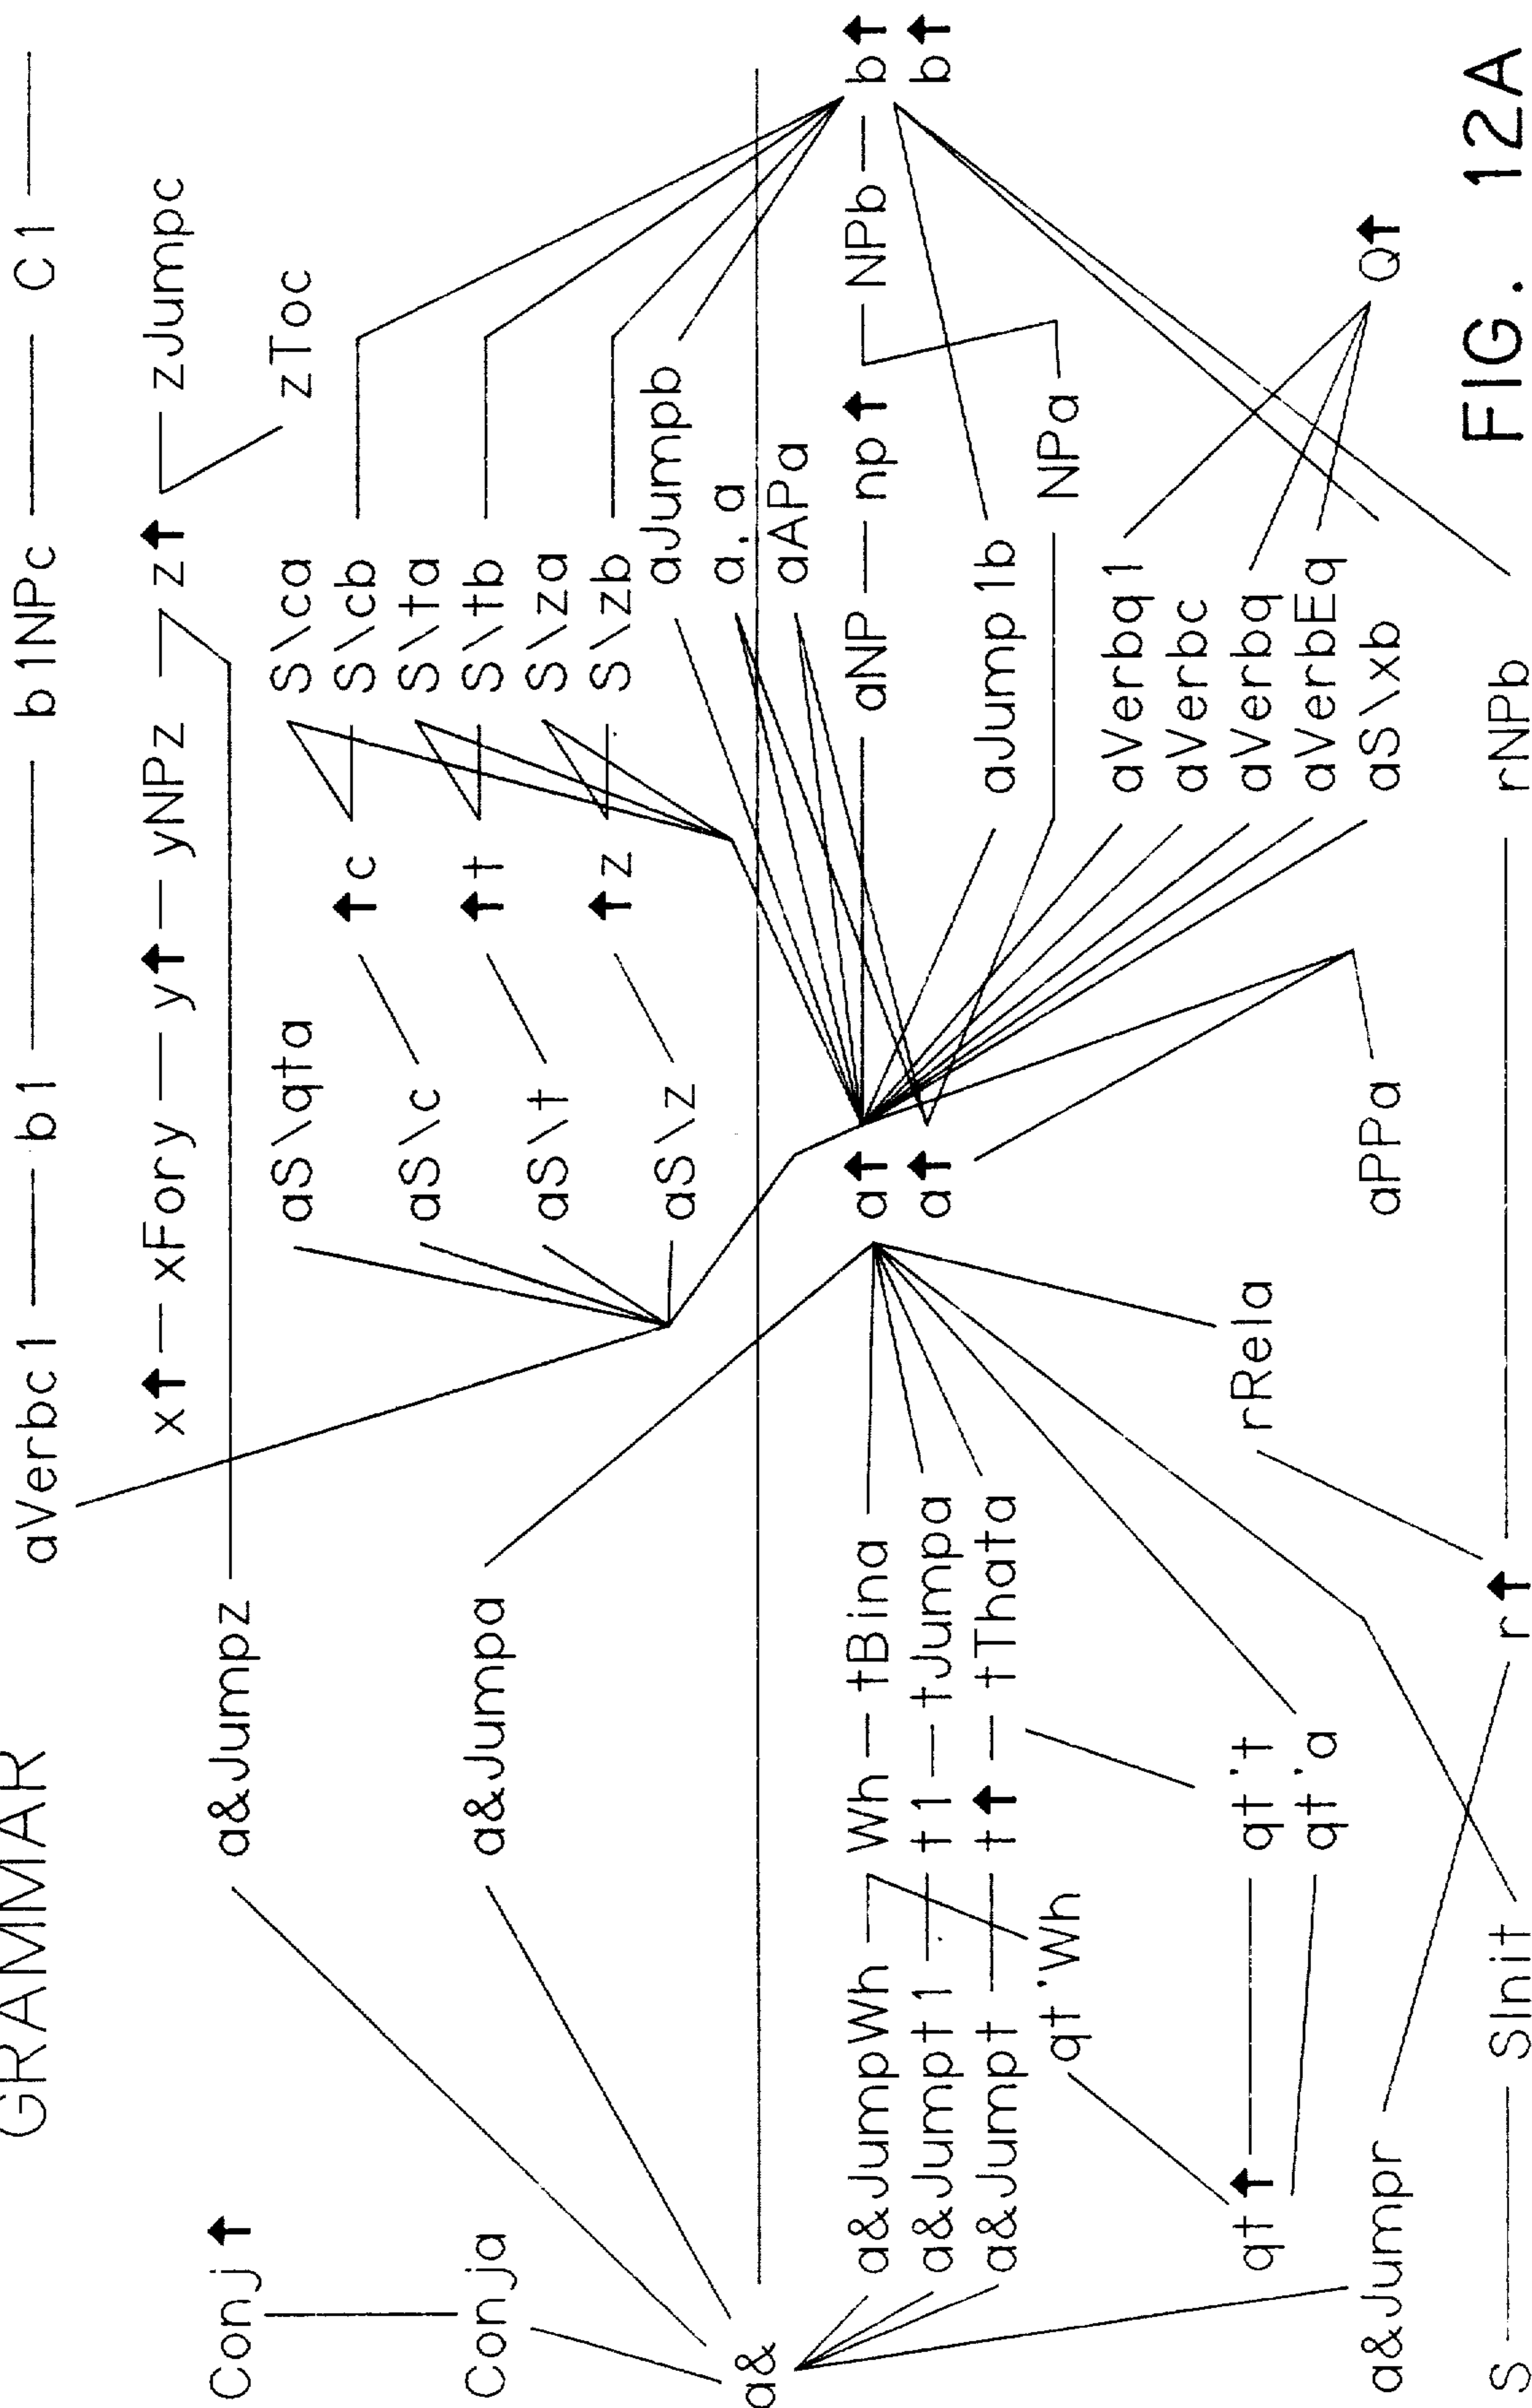 GRAMMAR
aVerbc1 b1 b1NPc C1
Conj↑ a&Jumpz x↑ xFory y↑ yNPz z↑ zJumpc
zToc
aS\qta S\ca
↑c S\cb
aS\c S\ta
Conja a&Jumpa ↑t S\tb
aS\t S\za
↑z S\zb
aS\z aJumpb
a& a,a
aAPa
a&JumpWh Wh tBina a↑ aNP np↑ NPb b↑
a&Jumpt1 t1 tJumpa a↑ b↑
a&Jumpt t↑ tThata aJump1b
qt'Wh NPa
aVerbq1
aVerbc
qt↑ qt't rRela aVerbq
qt'a aVerbEq
a&Jumpr aPPa aS\xb Q↑
S SInit r↑ rNPb
FIG. 12A